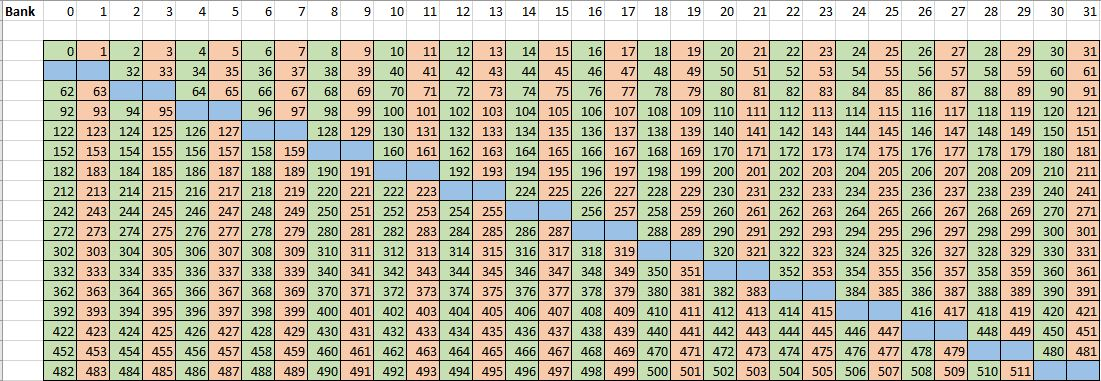 Bank 0 1 2 3 4 5 6 7 8 9 10 11 12 13 14 15 16 17 18 19 20 21 22 23 24 25 26 27 28 29 30 31
0 1 2 3 4 5 6 7 8 9 10 11 12 13 14 15 16 17 18 19 20 21 22 23 24 25 26 27 28 29 30 31
32 33 34 35 36 37 38 39 40 41 42 43 44 45 46 47 48 49 50 51 52 53 54 55 56 57 58 59 60 61
62 63 64 65 66 67 68 69 70 71 72 73 74 75 76 77 78 79 80 81 82 83 84 85 86 87 88 89 90 91
92 93 94 95 96 97 98 99 100 101 102 103 104 105 106 107 108 109 110 111 112 113 114 115 116 117 118 119 120 121
122 123 124 125 126 127 128 129 130 131 132 133 134 135 136 137 138 139 140 141 142 143 144 145 146 147 148 149 150 151
152 153 154 155 156 157 158 159 160 161 162 163 164 165 166 167 168 169 170 171 172 173 174 175 176 177 178 179 180 181
182 183 184 185 186 187 188 189 190 191 192 193 194 195 196 197 198 199 200 201 202 203 204 205 206 207 208 209 210 211
212 213 214 215 216 217 218 219 220 221 222 223 224 225 226 227 228 229 230 231 232 233 234 235 236 237 238 239 240 241
242 243 244 245 246 247 248 249 250 251 252 253 254 255 256 257 258 259 260 261 262 263 264 265 266 267 268 269 270 271
272 273 274 275 276 277 278 279 280 281 282 283 284 285 286 287 288 289 290 291 292 293 294 295 296 297 298 299 300 301
302 303 304 305 306 307 308 309 310 311 312 313 314 315 316 317 318 319 320 321 322 323 324 325 326 327 328 329 330 331
332 333 334 335 336 337 338 339 340 341 342 343 344 345 346 347 348 349 350 351 352 353 354 355 356 357 358 359 360 361
362 363 364 365 366 367 368 369 370 371 372 373 374 375 376 377 378 379 380 381 382 383 384 385 386 387 388 389 390 391
392 393 394 395 396 397 398 399 400 401 402 403 404 405 406 407 408 409 410 411 412 413 414 415 416 417 418 419 420 421
422 423 424 425 426 427 428 429 430 431 432 433 434 435 436 437 438 439 440 441 442 443 444 445 446 447 448 449 450 451
452 453 454 455 456 457 458 459 460 461 462 463 464 465 466 467 468 469 470 471 472 473 474 475 476 477 478 479 480 481
482 483 484 485 486 487 488 489 490 491 492 493 494 495 496 497 498 499 500 501 502 503 504 505 506 507 508 509 510 511